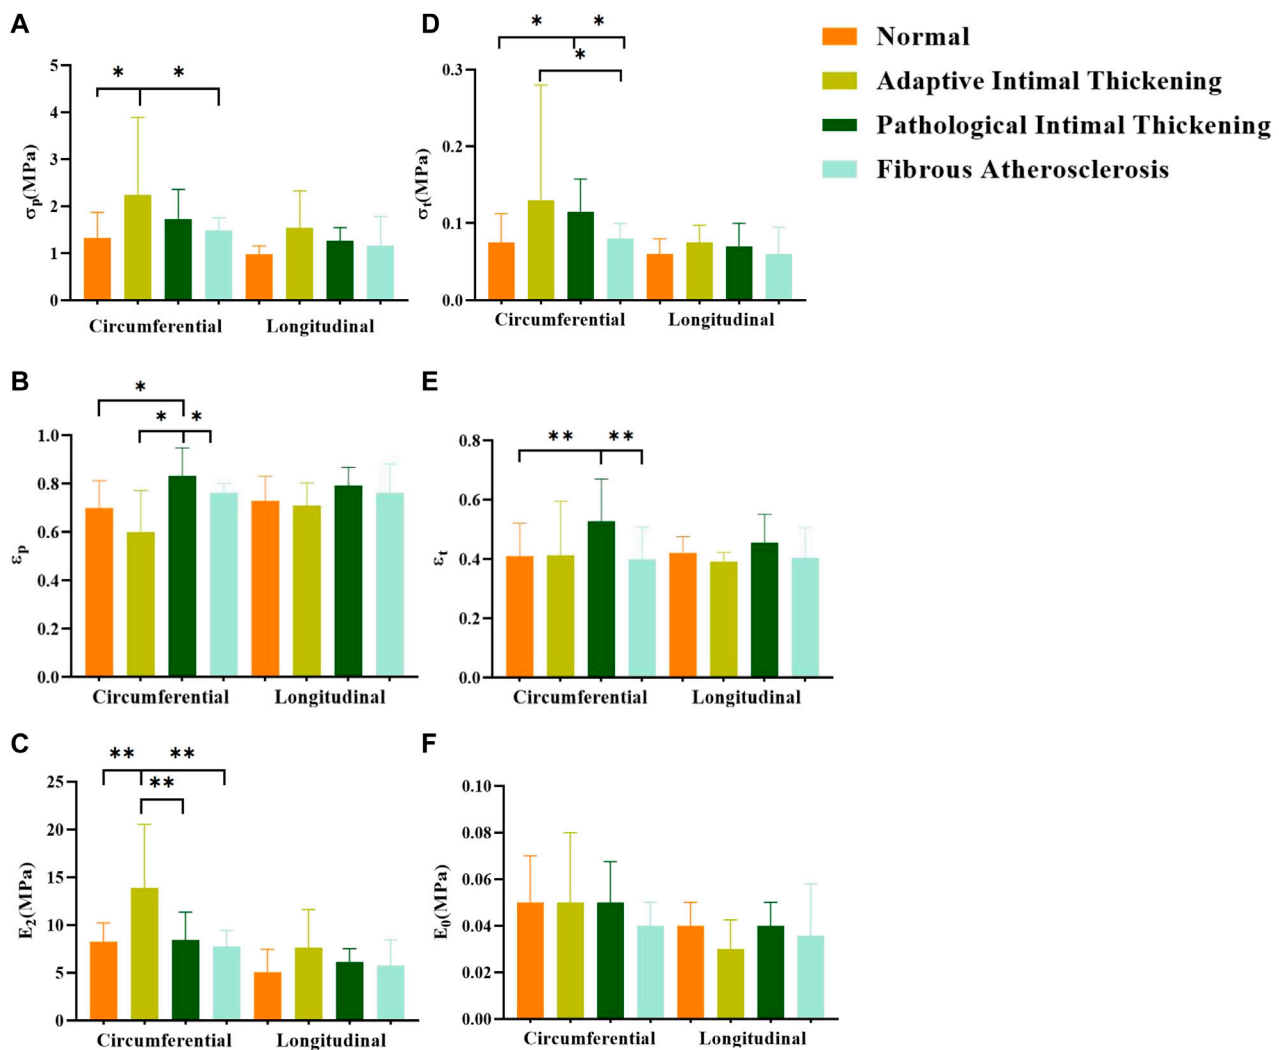 A
* *
σp(MPa)
5
4
3
2
1
0
Circumferential Longitudinal
D
* *
*
σt(MPa)
0.3
0.2
0.1
0.0
Circumferential Longitudinal
Normal
Adaptive Intimal Thickening
Pathological Intimal Thickening
Fibrous Atherosclerosis
B
*
* *
εp
1.0
0.8
0.6
0.4
0.2
0.0
Circumferential Longitudinal
E
** **
εt
0.8
0.6
0.4
0.2
0.0
Circumferential Longitudinal
C
** **
**
E2(MPa)
25
20
15
10
5
0
Circumferential Longitudinal
F
E0(MPa)
0.10
0.08
0.06
0.04
0.02
0.00
Circumferential Longitudinal